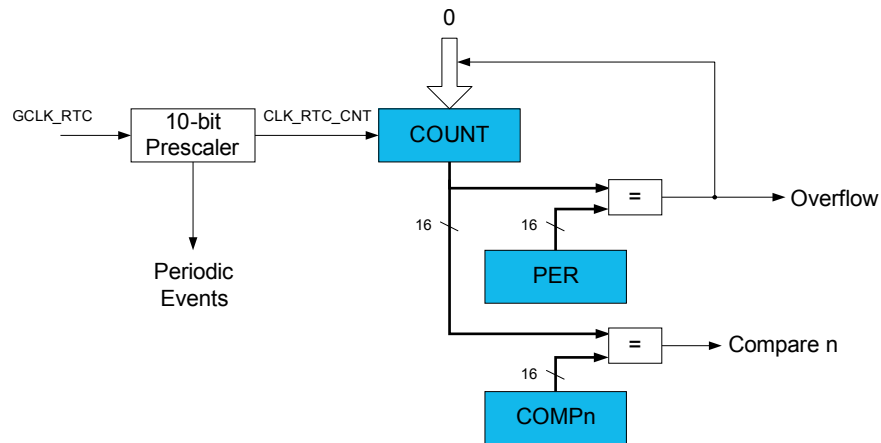 0
GCLK_RTC
10-bit
Prescaler
CLK_RTC_CNT
COUNT
=
Overflow
16
16
Periodic
Events
PER
=
Compare n
16
COMPn